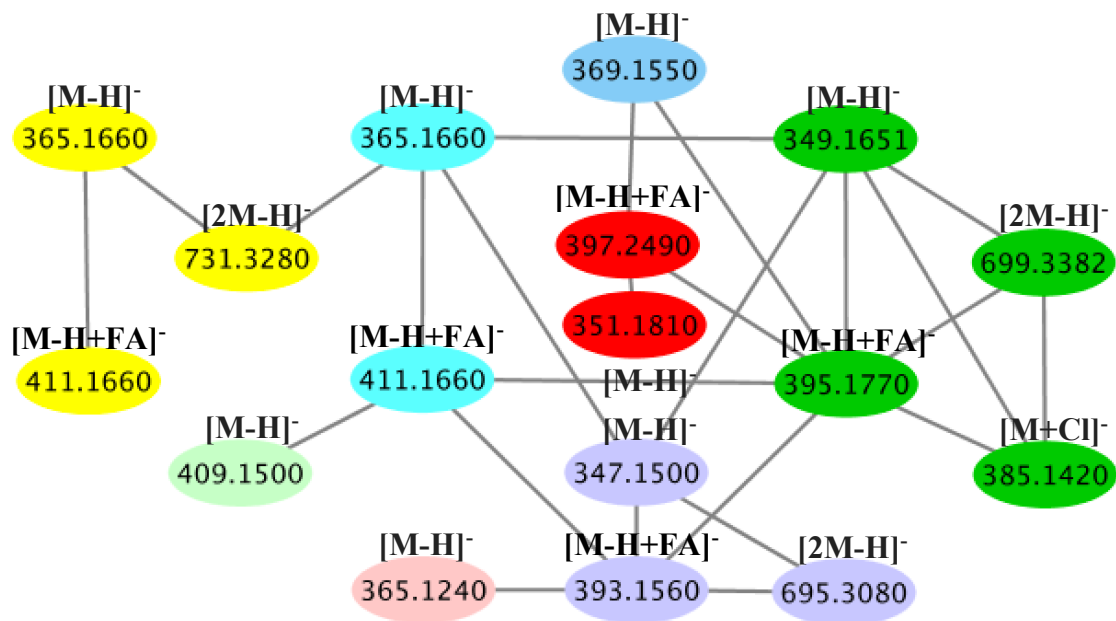 [M-H]-
369.1550
[M-H]-
365.1660
[M-H]-
365.1660
[M-H]-
349.1651
[M-H+FA]-
397.2490
[2M-H]-
731.3280
[2M-H]-
699.3382
351.1810
[M-H+FA]-
411.1660
[M-H+FA]-
411.1660
[M-H]-
[M-H+FA]-
395.1770
[M-H]-
409.1500
[M-H]-
347.1500
[M+Cl]-
385.1420
[M-H]-
365.1240
[M-H+FA]-
393.1560
[2M-H]-
695.3080